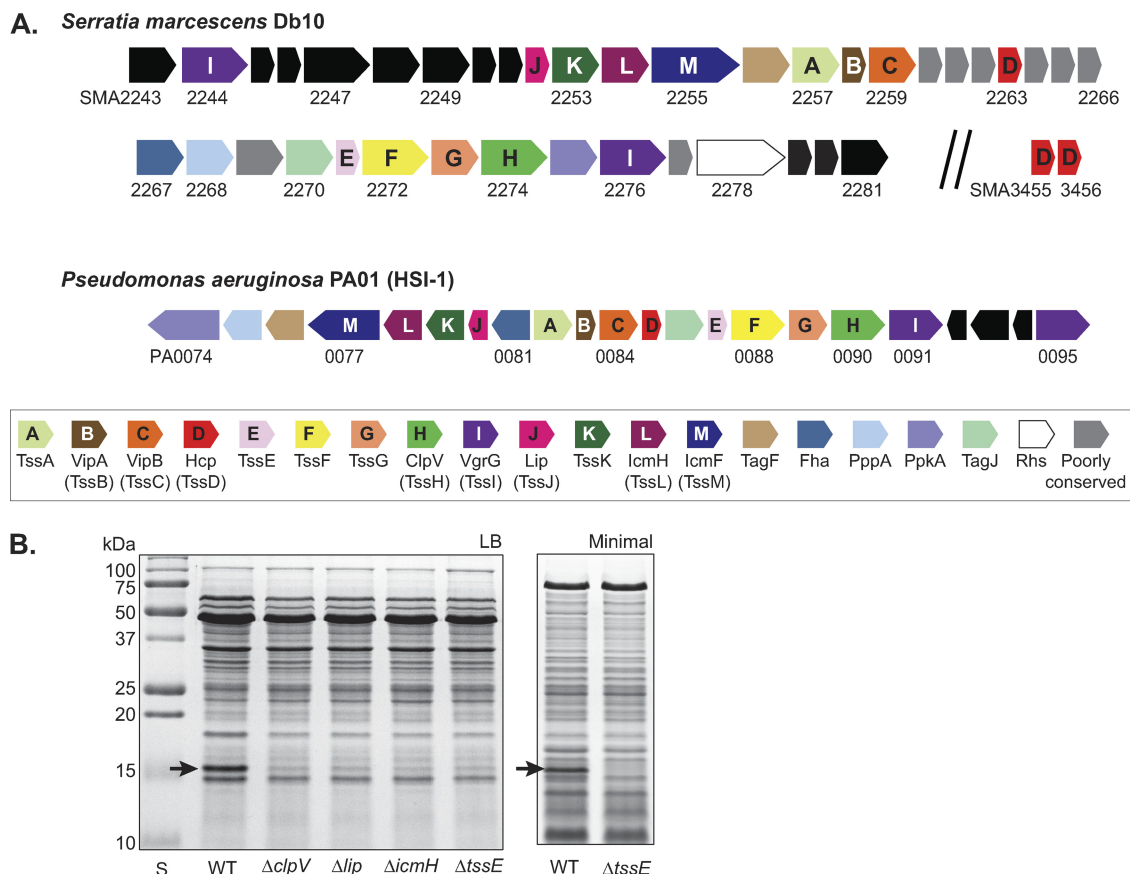 A.
Serratia marcescens Db10
I J K L M A B C D
SMA2243 2244 2247 2249 2253 2255 2257 2259 2263 2266
E F G H I D D
2267 2268 2270 2272 2274 2276 2278 2281 SMA3455 3456
Pseudomonas aeruginosa PA01 (HSI-1)
M L K J A B C D E F G H I
PA0074 0077 0081 0084 0088 0090 0091 0095
A B C D E F G H I J K L M
TssA VipA VipB Hcp TssE TssF TssG ClpV VgrG Lip TssK IcmH IcmF TagF Fha PppA PpkA TagJ Rhs Poorly
(TssB) (TssC) (TssD) (TssH) (TssI) (TssJ) (TssL) (TssM) conserved
B.
kDa LB Minimal
100
75
50
37
25
20
15
10
S WT ΔclpV Δlip ΔicmH ΔtssE WT ΔtssE